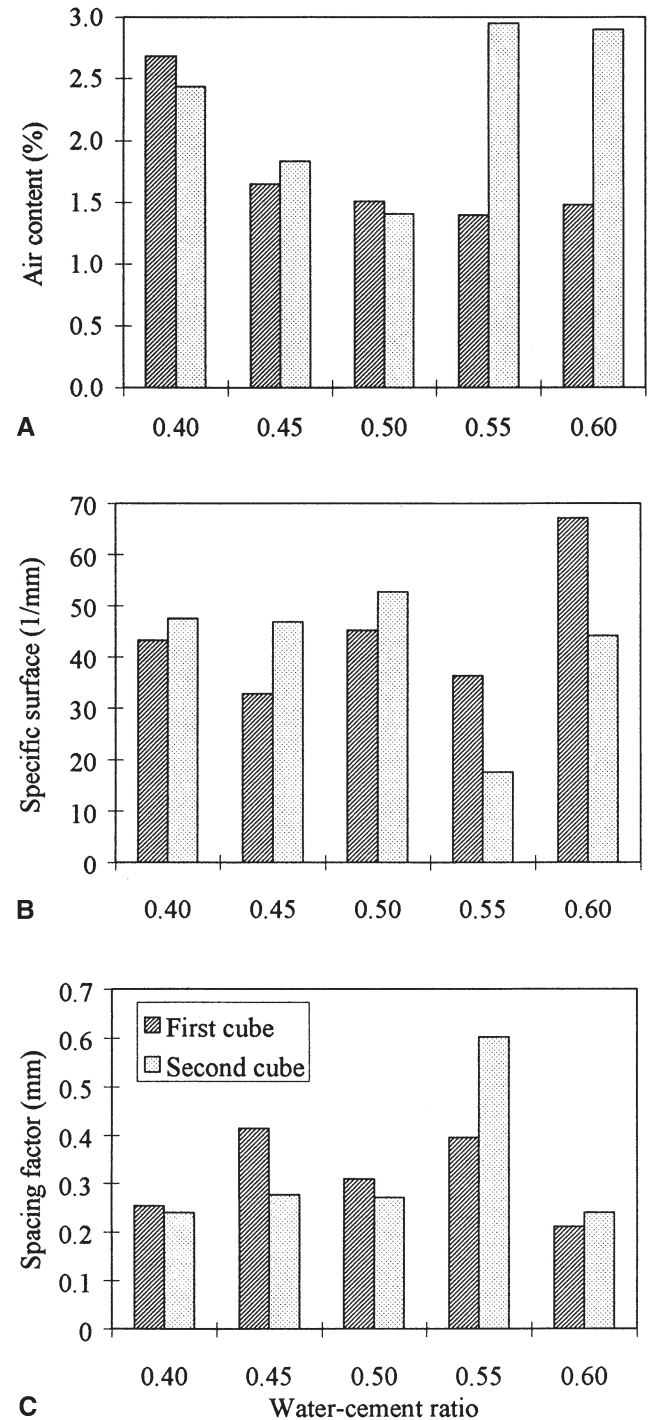 3.0
2.5
2.0
1.5
1.0
0.5
0.0
Air content (%)
0.40 0.45 0.50 0.55 0.60
A
70
60
50
40
30
20
10
0
Specific surface (1/mm)
0.40 0.45 0.50 0.55 0.60
B
0.7
0.6
0.5
0.4
0.3
0.2
0.1
0
Spacing factor (mm)
First cube
Second cube
0.40 0.45 0.50 0.55 0.60
Water-cement ratio
C